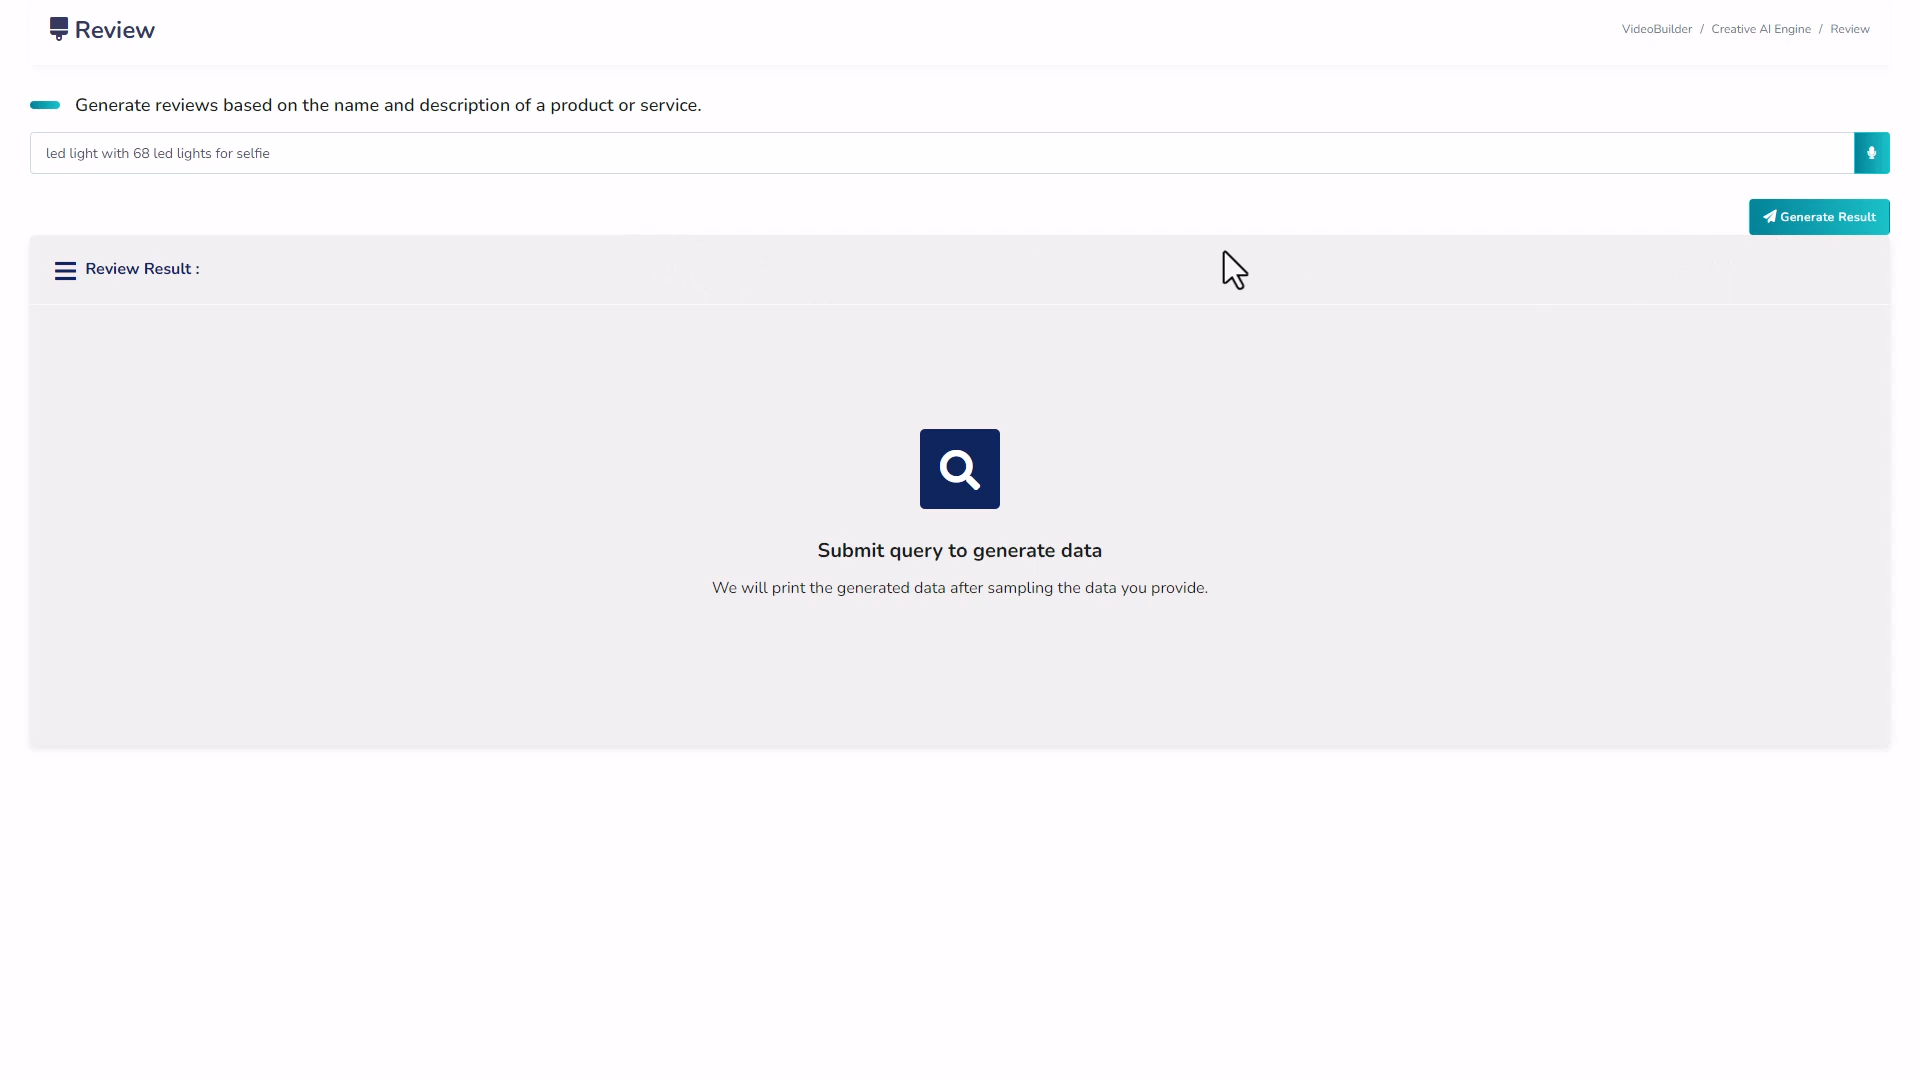 Review
VideoBuilder / Creative AI Engine / Review
Generate reviews based on the name and description of a product or service.
led light with 68 led lights for selfie
Generate Result
Review Result :
Submit query to generate data
We will print the generated data after sampling the data you provide.